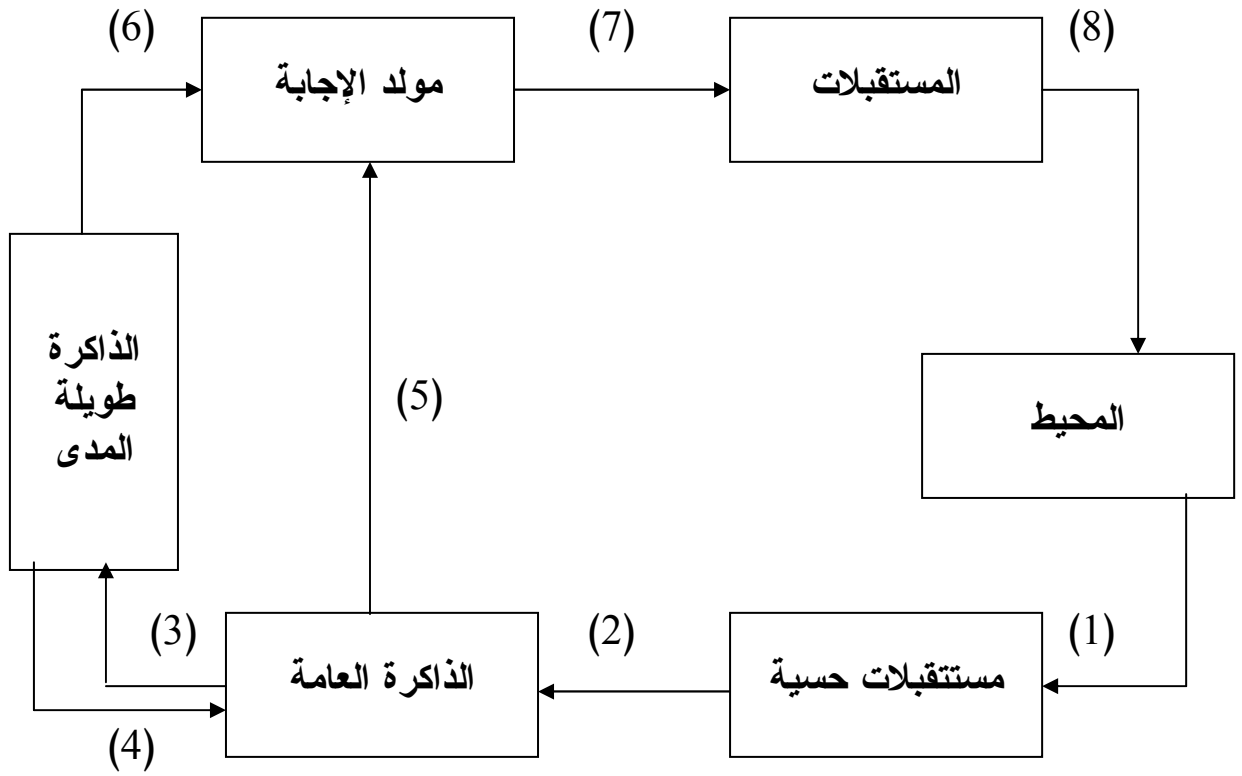 (6)
(7)
(8)
مولد الإجابة
المستقبلات
الذاكرة
طويلة
المدى
(5)
المحيط
(3)
(2)
(1)
الذاكرة العامة
مستتقبلات حسية
(4)